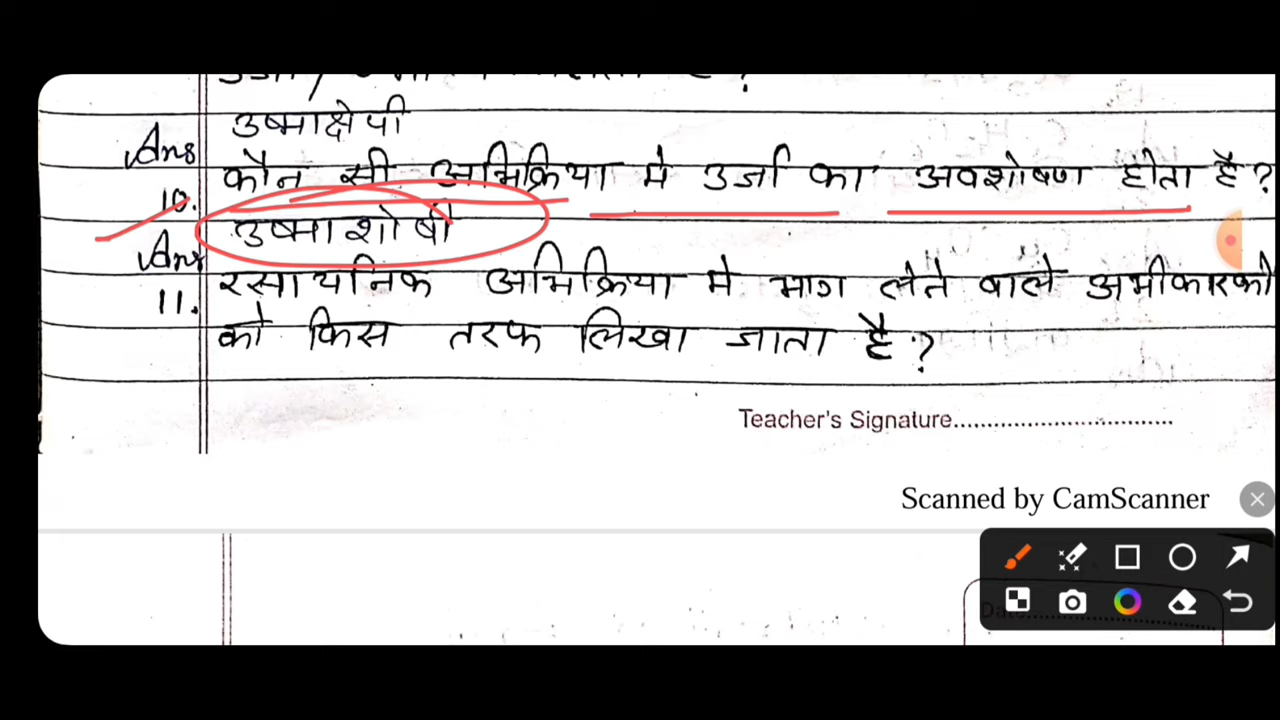 उष्माक्षेपी
Ans
कौन सी अभिक्रिया मे उर्जा का अवशोषण होता है?
10.
उष्माशोषी
Ans
रसायनिक अभिक्रिया मे भाग लेते वाले अभीकारको
11.
को किस तरफ लिखा जाता है?
Teacher's Signature
Scanned by CamScanner
Date